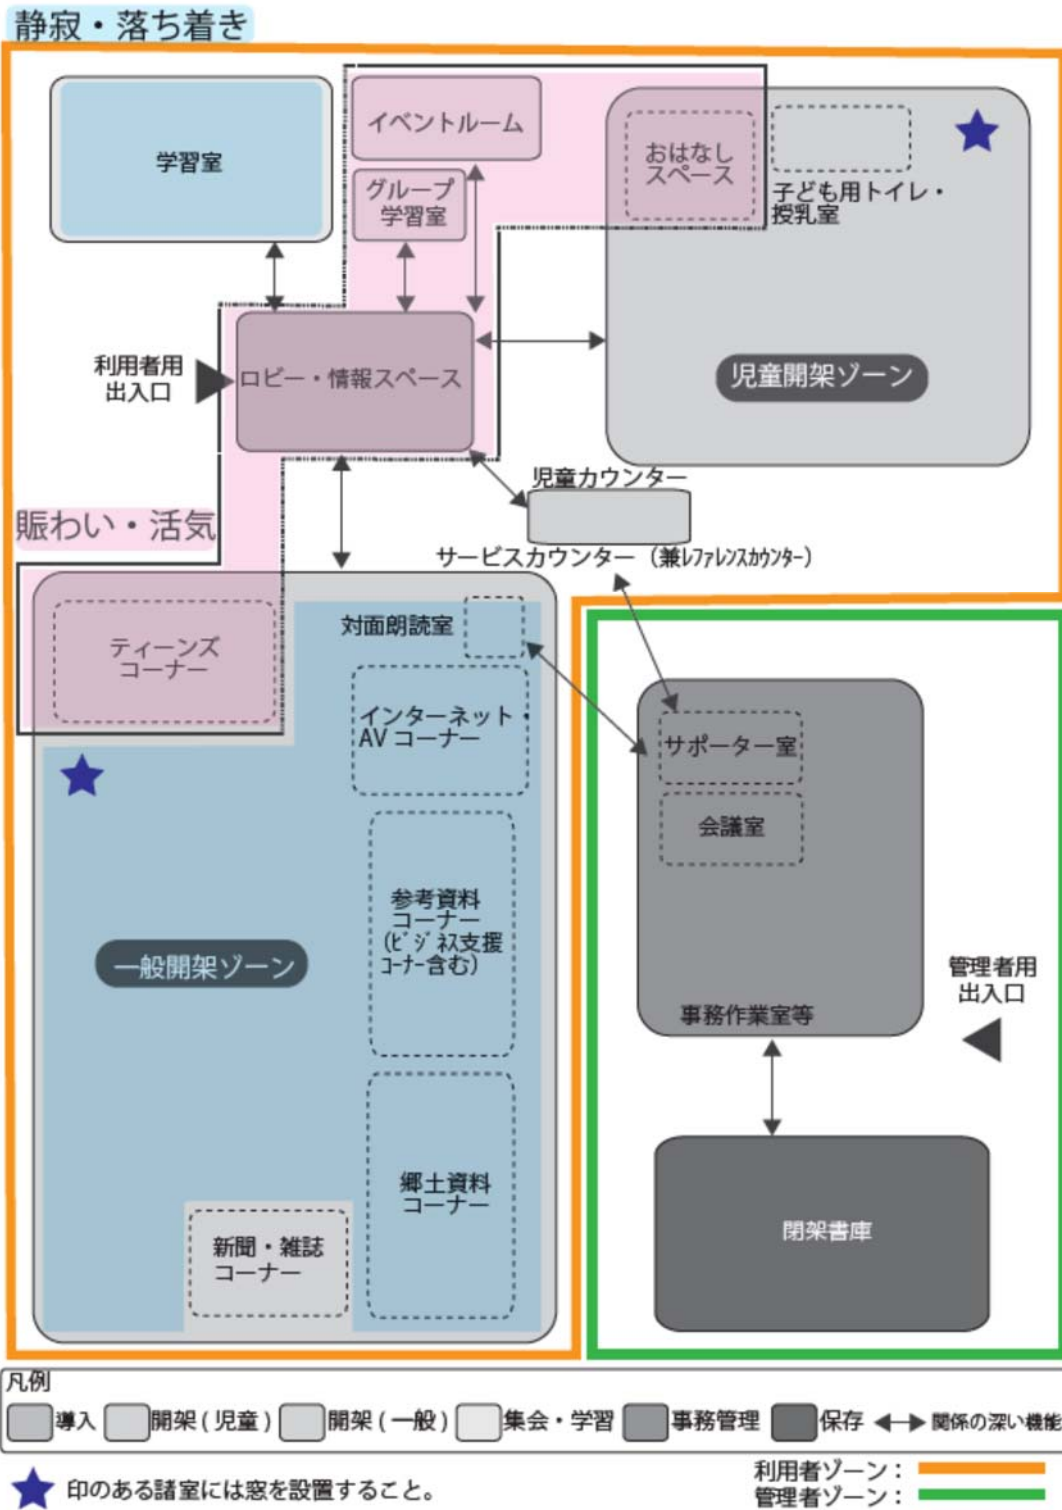 静寂・落ち着き
学習室
イベントルーム
グループ
学習室
おはなし
スペース
子ども用トイレ・
授乳室
利用者用
出入口
ロビー・情報スペース
児童開架ゾーン
児童カウンター
サービスカウンター（兼レファレンスカウンター）
賑わい・活気
ティーンズ
コーナー
対面朗読室
インターネット・
AVコーナー
サポーター室
会議室
参考資料
コーナー
(ビジネス支援
コーナー含む)
一般開架ゾーン
管理者用
出入口
事務作業室等
郷土資料
コーナー
新聞・雑誌
コーナー
閉架書庫
凡例
導入 開架(児童) 開架(一般) 集会・学習 事務管理 保存 関係の深い機能
印のある諸室には窓を設置すること。
利用者ゾーン：
管理者ゾーン：